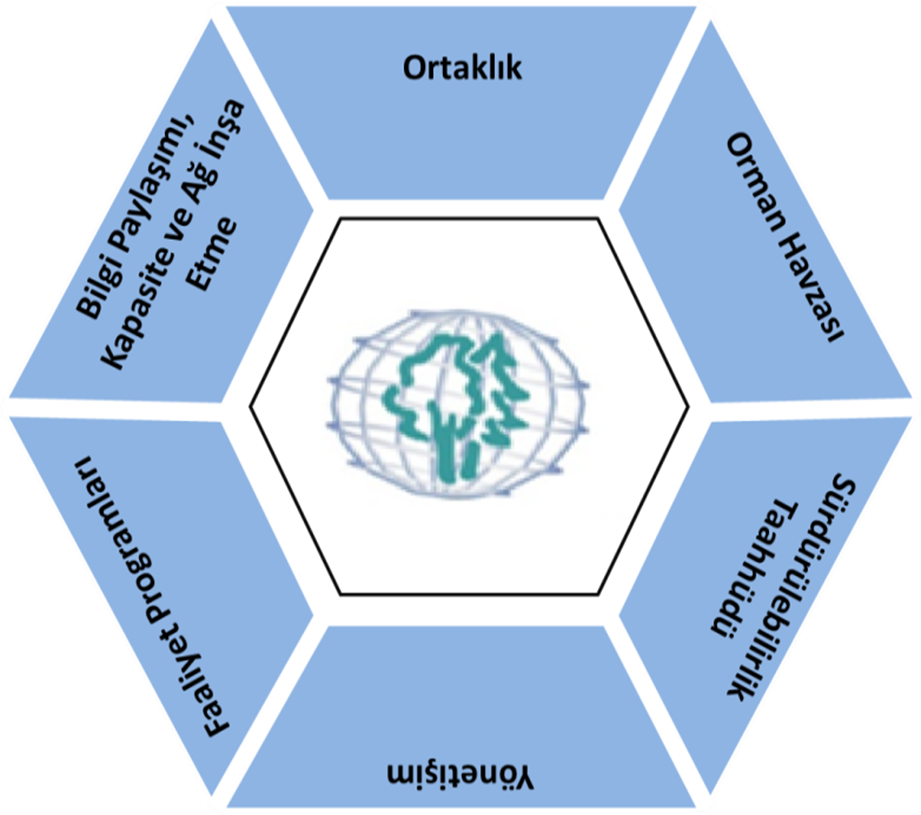 Ortaklık
Orman Havzası
Sürdürülebilirlik
Taahhüdü
Yönetişim
Faaliyet Programları
Bilgi Paylaşımı,
Kapasite ve Ağ İnşa
Etme